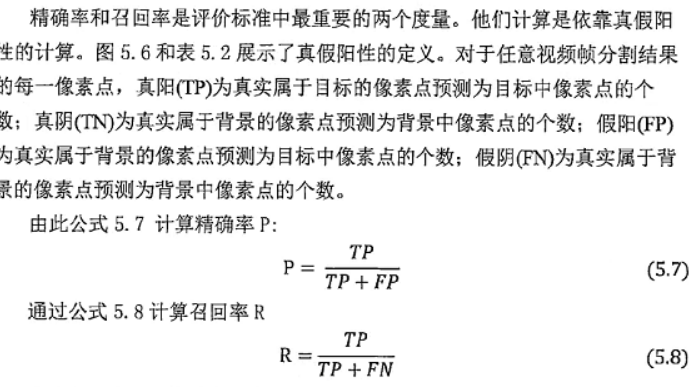 精确率和召回率是评价标准中最重要的两个度量。他们计算是依靠真假阳
性的计算。图 5.6 和表 5.2 展示了真假阳性的定义。对于任意视频帧分割结果
的每一像素点，真阳(TP)为真实属于目标的像素点预测为目标中像素点的个
数；真阴(TN)为真实属于背景的像素点预测为背景中像素点的个数；假阳(FP)
为真实属于背景的像素点预测为目标中像素点的个数；假阴(FN)为真实属于背
景的像素点预测为背景中像素点的个数。
由此公式 5.7 计算精确率 P:
P = TP / (TP + FP) (5.7)
通过公式 5.8 计算召回率 R
R = TP / (TP + FN) (5.8)